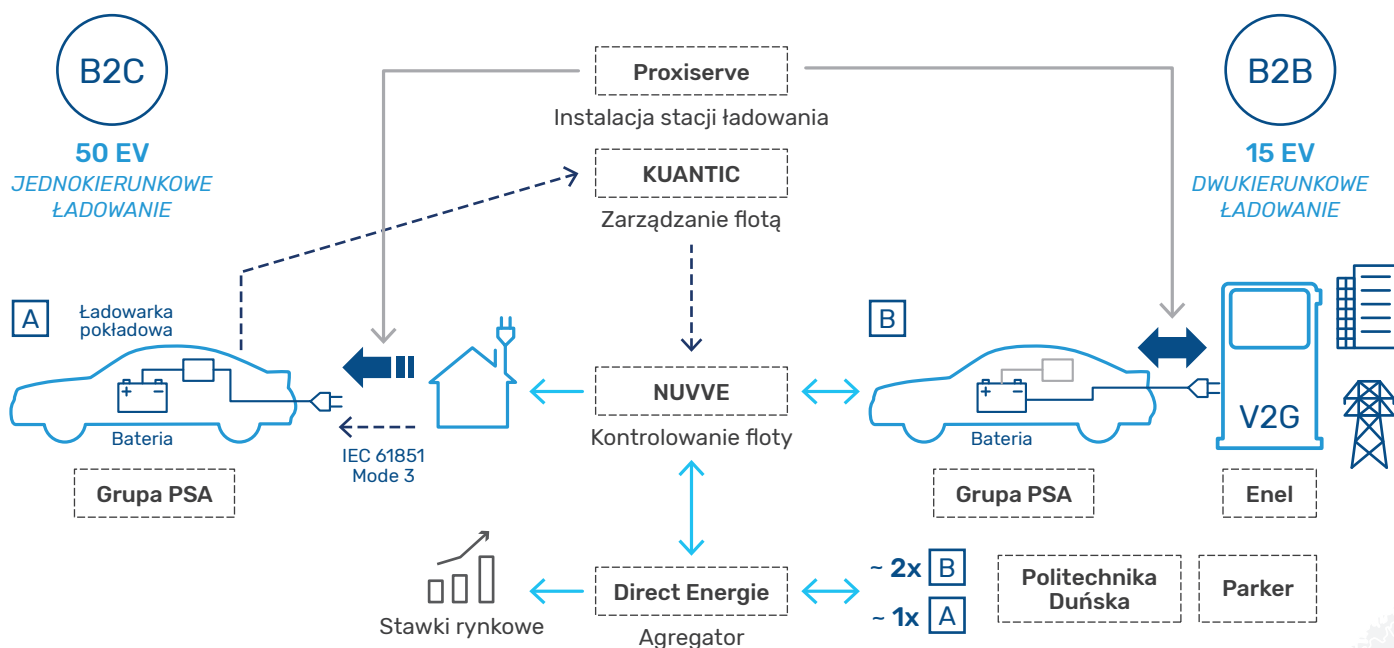 B2C
50 EV
JEDNOKIERUNKOWE
ŁADOWANIE
Proxiserve
Instalacja stacji ładowania
KUANTIC
Zarządzanie flotą
B2B
15 EV
DWUKIERUNKOWE
ŁADOWANIE
A
Ładowarka
pokładowa
+ -
Bateria
IEC 61851
Mode 3
Grupa PSA
NUVVE
Kontrolowanie floty
B
+ -
Bateria
Grupa PSA
V2G
Enel
Stawki rynkowe
Direct Energie
Agregator
~ 2x B
~ 1x A
Politechnika
Duńska
Parker